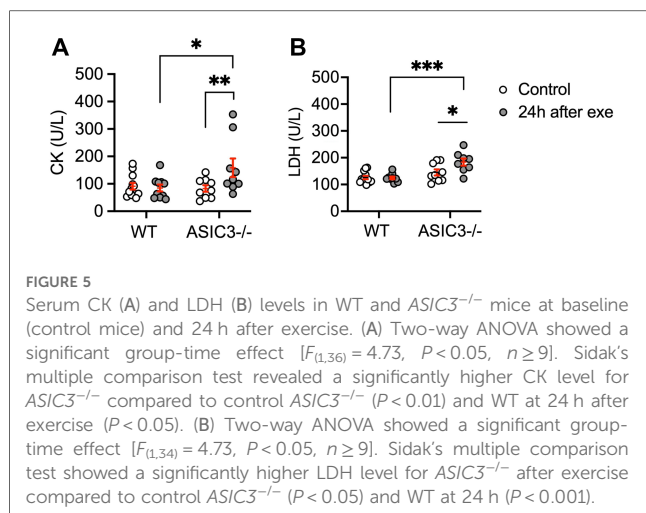 A
B
*
***
**
*
500
400
300
200
100
0
CK (U/L)
WT
ASIC3-/-
500
400
300
200
100
0
LDH (U/L)
WT
ASIC3-/-
Control
24h after exe
FIGURE 5
Serum CK (A) and LDH (B) levels in WT and ASIC3−/− mice at baseline
(control mice) and 24 h after exercise. (A) Two-way ANOVA showed a
significant group-time effect [F(1,36) = 4.73, P < 0.05, n ≥ 9]. Sidak's
multiple comparison test revealed a significantly higher CK level for
ASIC3−/− compared to control ASIC3−/− (P < 0.01) and WT at 24 h after
exercise (P < 0.05). (B) Two-way ANOVA showed a significant group-
time effect [F(1,34) = 4.73, P < 0.05, n ≥ 9]. Sidak's multiple comparison
test showed a significantly higher LDH level for ASIC3−/− after exercise
compared to control ASIC3−/− (P < 0.05) and WT at 24 h (P < 0.001).